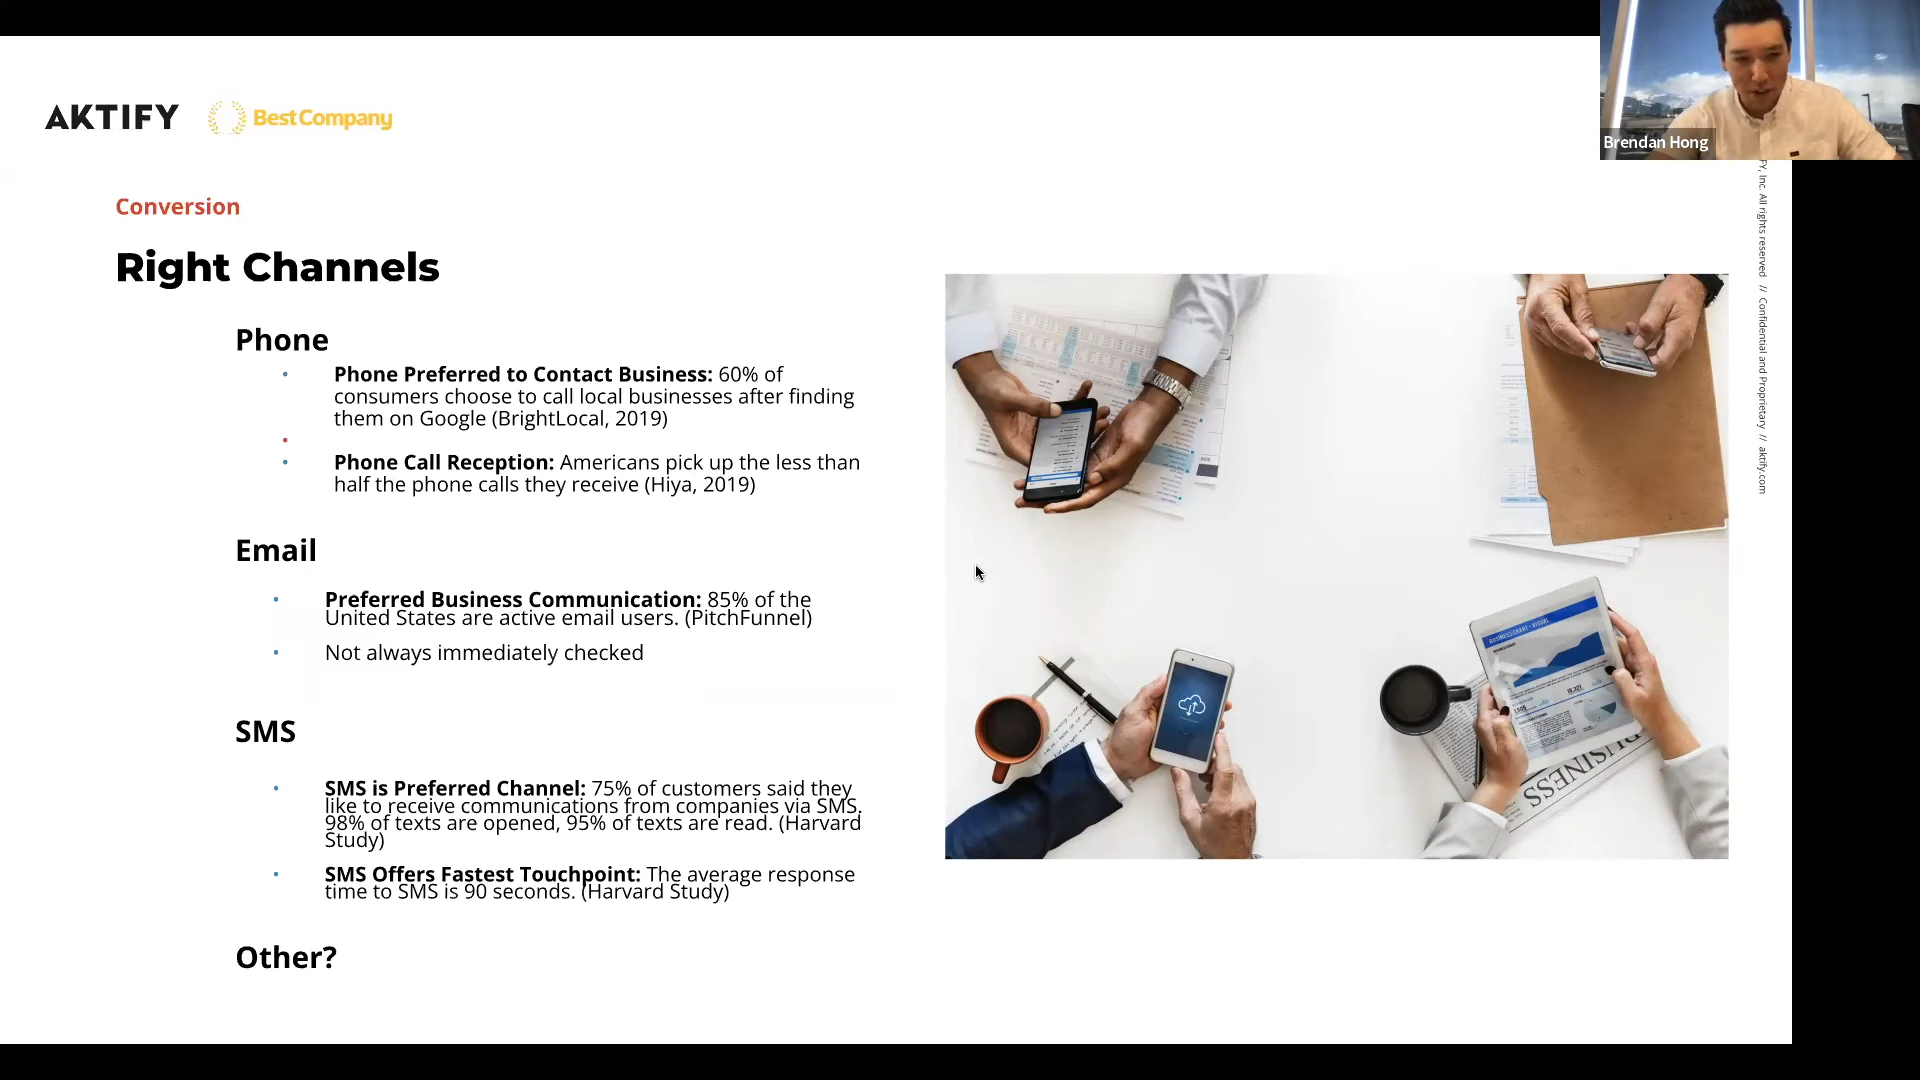 AKTIFY
BestCompany
Brendan Hong
FY, Inc. All rights reserved // Confidential and Proprietary // aktify.com
Conversion
Right Channels
Phone
Phone Preferred to Contact Business: 60% of
consumers choose to call local businesses after finding
them on Google (BrightLocal, 2019)
Phone Call Reception: Americans pick up the less than
half the phone calls they receive (Hiya, 2019)
Email
Preferred Business Communication: 85% of the
United States are active email users. (PitchFunnel)
Not always immediately checked
SMS
SMS is Preferred Channel: 75% of customers said they
like to receive communications from companies via SMS.
98% of texts are opened, 95% of texts are read. (Harvard
Study)
SMS Offers Fastest Touchpoint: The average response
time to SMS is 90 seconds. (Harvard Study)
Other?
BUSINESS CHART - VISUAL
BUSINESS